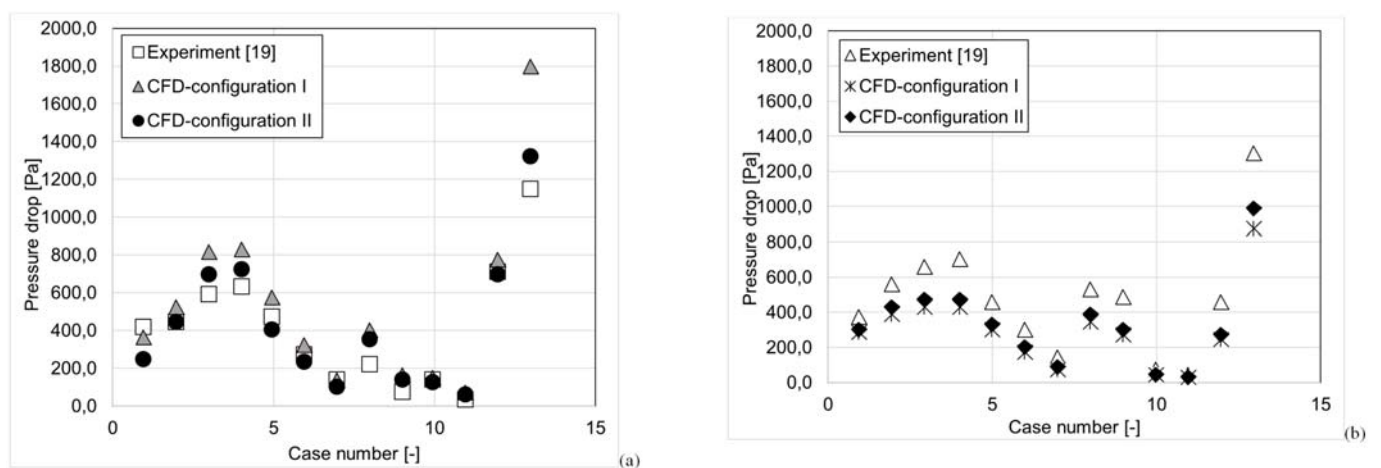 2000,0
1800,0
1600,0
1400,0
1200,0
1000,0
800,0
600,0
400,0
200,0
0,0
Pressure drop [Pa]
Experiment [19]
CFD-configuration I
CFD-configuration II
0
5
10
15
Case number [-]
(a)
2000,0
1800,0
1600,0
1400,0
1200,0
1000,0
800,0
600,0
400,0
200,0
0,0
Pressure drop [Pa]
Experiment [19]
CFD-configuration I
CFD-configuration II
0
5
10
15
Case number [-]
(b)